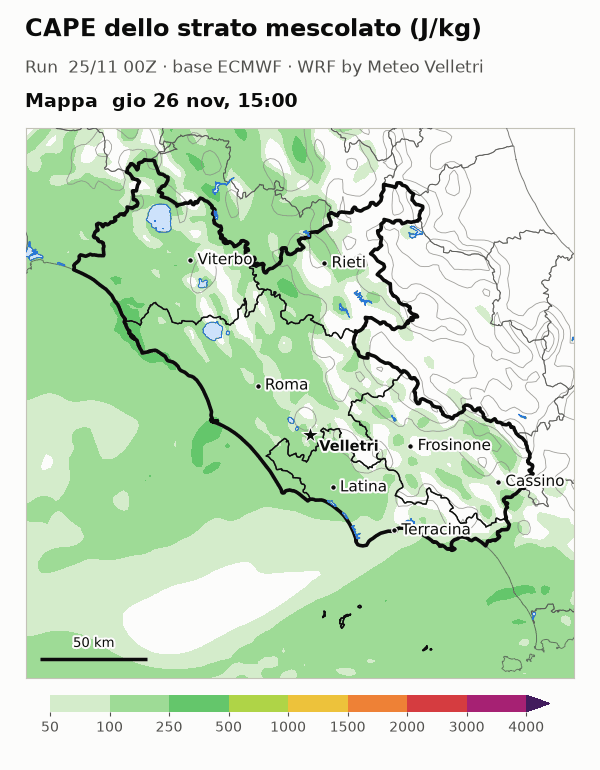 CAPE dello strato mescolato (J/kg)
Run  25/11 00Z · base ECMWF · WRF by Meteo Velletri
Mappa  gio 26 nov, 15:00
Viterbo
Rieti
Roma
Velletri
Frosinone
Cassino
Latina
Terracina
50 km
50 100 250 500 1000 1500 2000 3000 4000